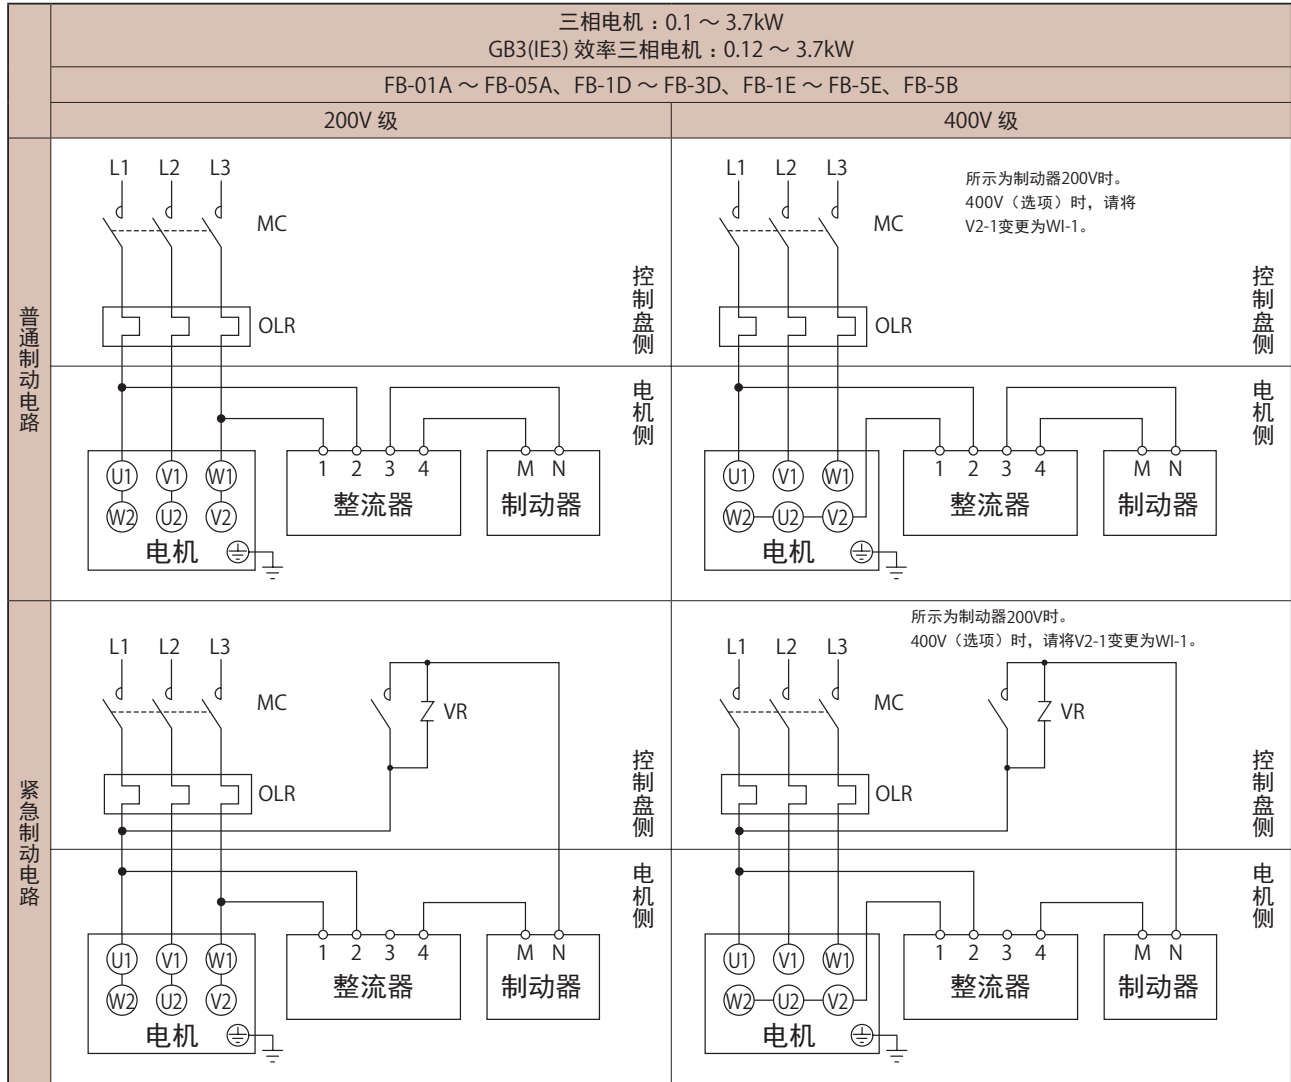 三相电机：0.1 ～ 3.7kW
GB3(IE3) 效率三相电机：0.12 ～ 3.7kW
FB-01A ～ FB-05A、FB-1D ～ FB-3D、FB-1E ～ FB-5E、FB-5B
200V 级
400V 级
普通制动电路
L1 L2 L3
MC
OLR
控制盘侧
电机侧
U1 V1 W1
W2 U2 V2
电机
1 2 3 4
整流器
M N
制动器
L1 L2 L3
所示为制动器200V时。
400V（选项）时，请将
V2-1变更为WI-1。
MC
OLR
控制盘侧
电机侧
U1 V1 W1
W2 U2 V2
电机
1 2 3 4
整流器
M N
制动器
紧急制动电路
L1 L2 L3
MC
VR
OLR
控制盘侧
电机侧
U1 V1 W1
W2 U2 V2
电机
1 2 3 4
整流器
M N
制动器
所示为制动器200V时。
400V（选项）时，请将V2-1变更为WI-1。
L1 L2 L3
MC
VR
OLR
控制盘侧
电机侧
U1 V1 W1
W2 U2 V2
电机
1 2 3 4
整流器
M N
制动器